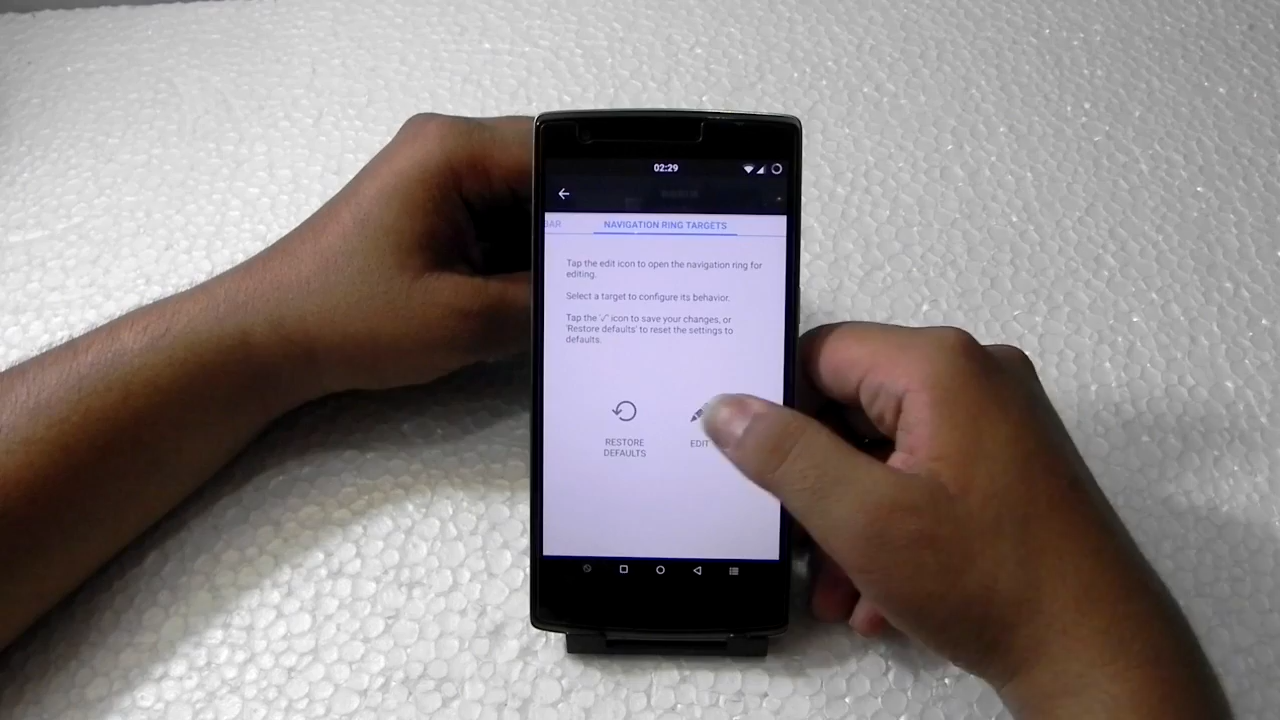 02:29
BAR NAVIGATION RING TARGETS
Tap the edit icon to open the navigation ring for
editing.
Select a target to configure its behavior.
Tap the '√' icon to save your changes, or
'Restore defaults' to reset the settings to
defaults.
RESTORE
DEFAULTS
EDIT